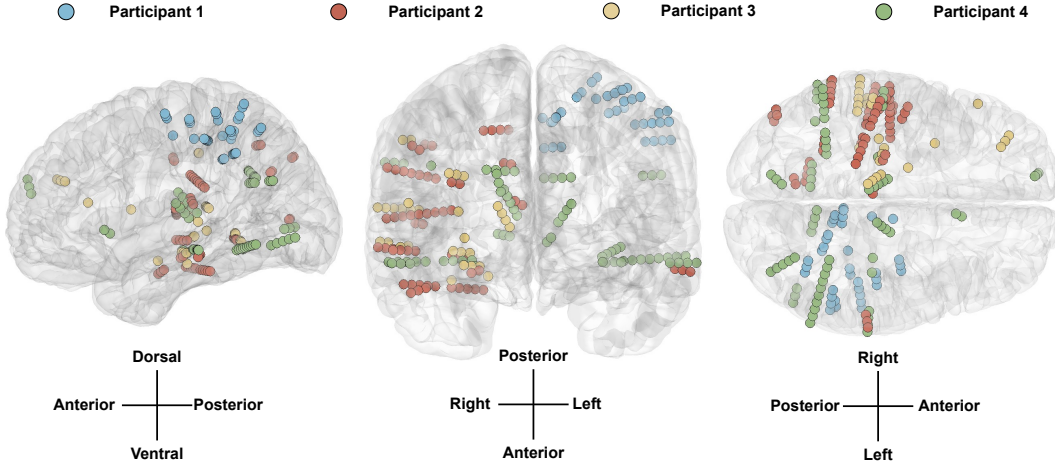 Participant 1 Participant 2 Participant 3 Participant 4
Dorsal
Anterior Posterior
Ventral
Posterior
Right Left
Anterior
Right
Posterior Anterior
Left